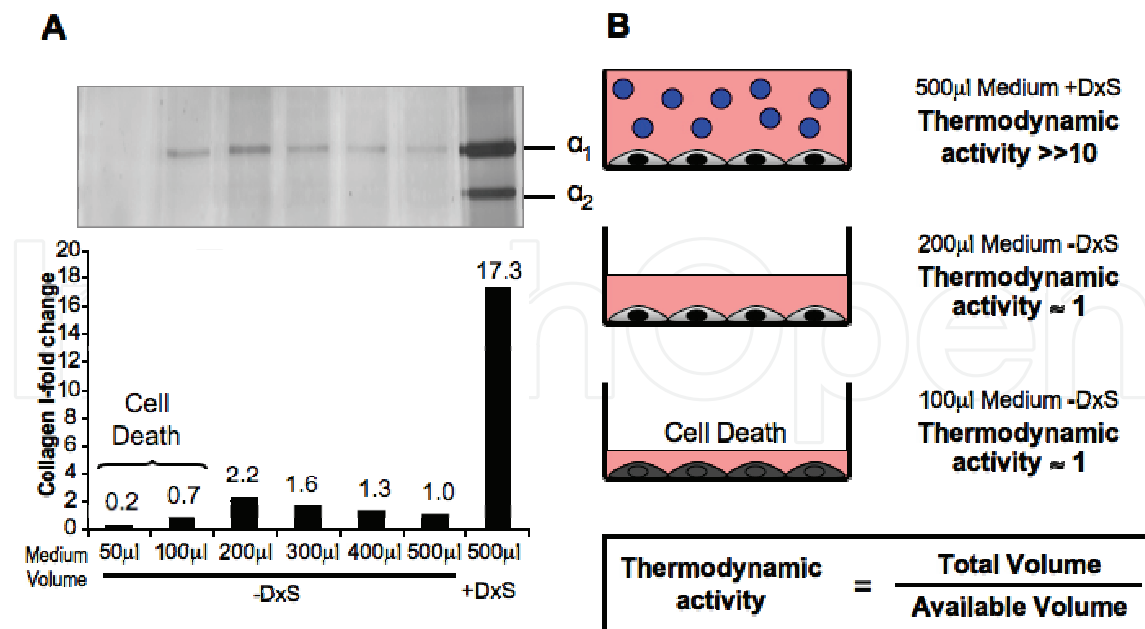 A
α1
α2
20
18
16
14
12
10
8
6
4
2
0
Collagen I-fold change
Cell
Death
0.2
0.7
2.2
1.6
1.3
1.0
17.3
Medium
Volume
50µl 100µl 200µl 300µl 400µl 500µl 500µl
-DxS
+DxS
B
500µl Medium +DxS
Thermodynamic
activity >>10
200µl Medium -DxS
Thermodynamic
activity ≈ 1
Cell Death
100µl Medium -DxS
Thermodynamic
activity ≈ 1
Thermodynamic
activity
=
Total Volume
Available Volume